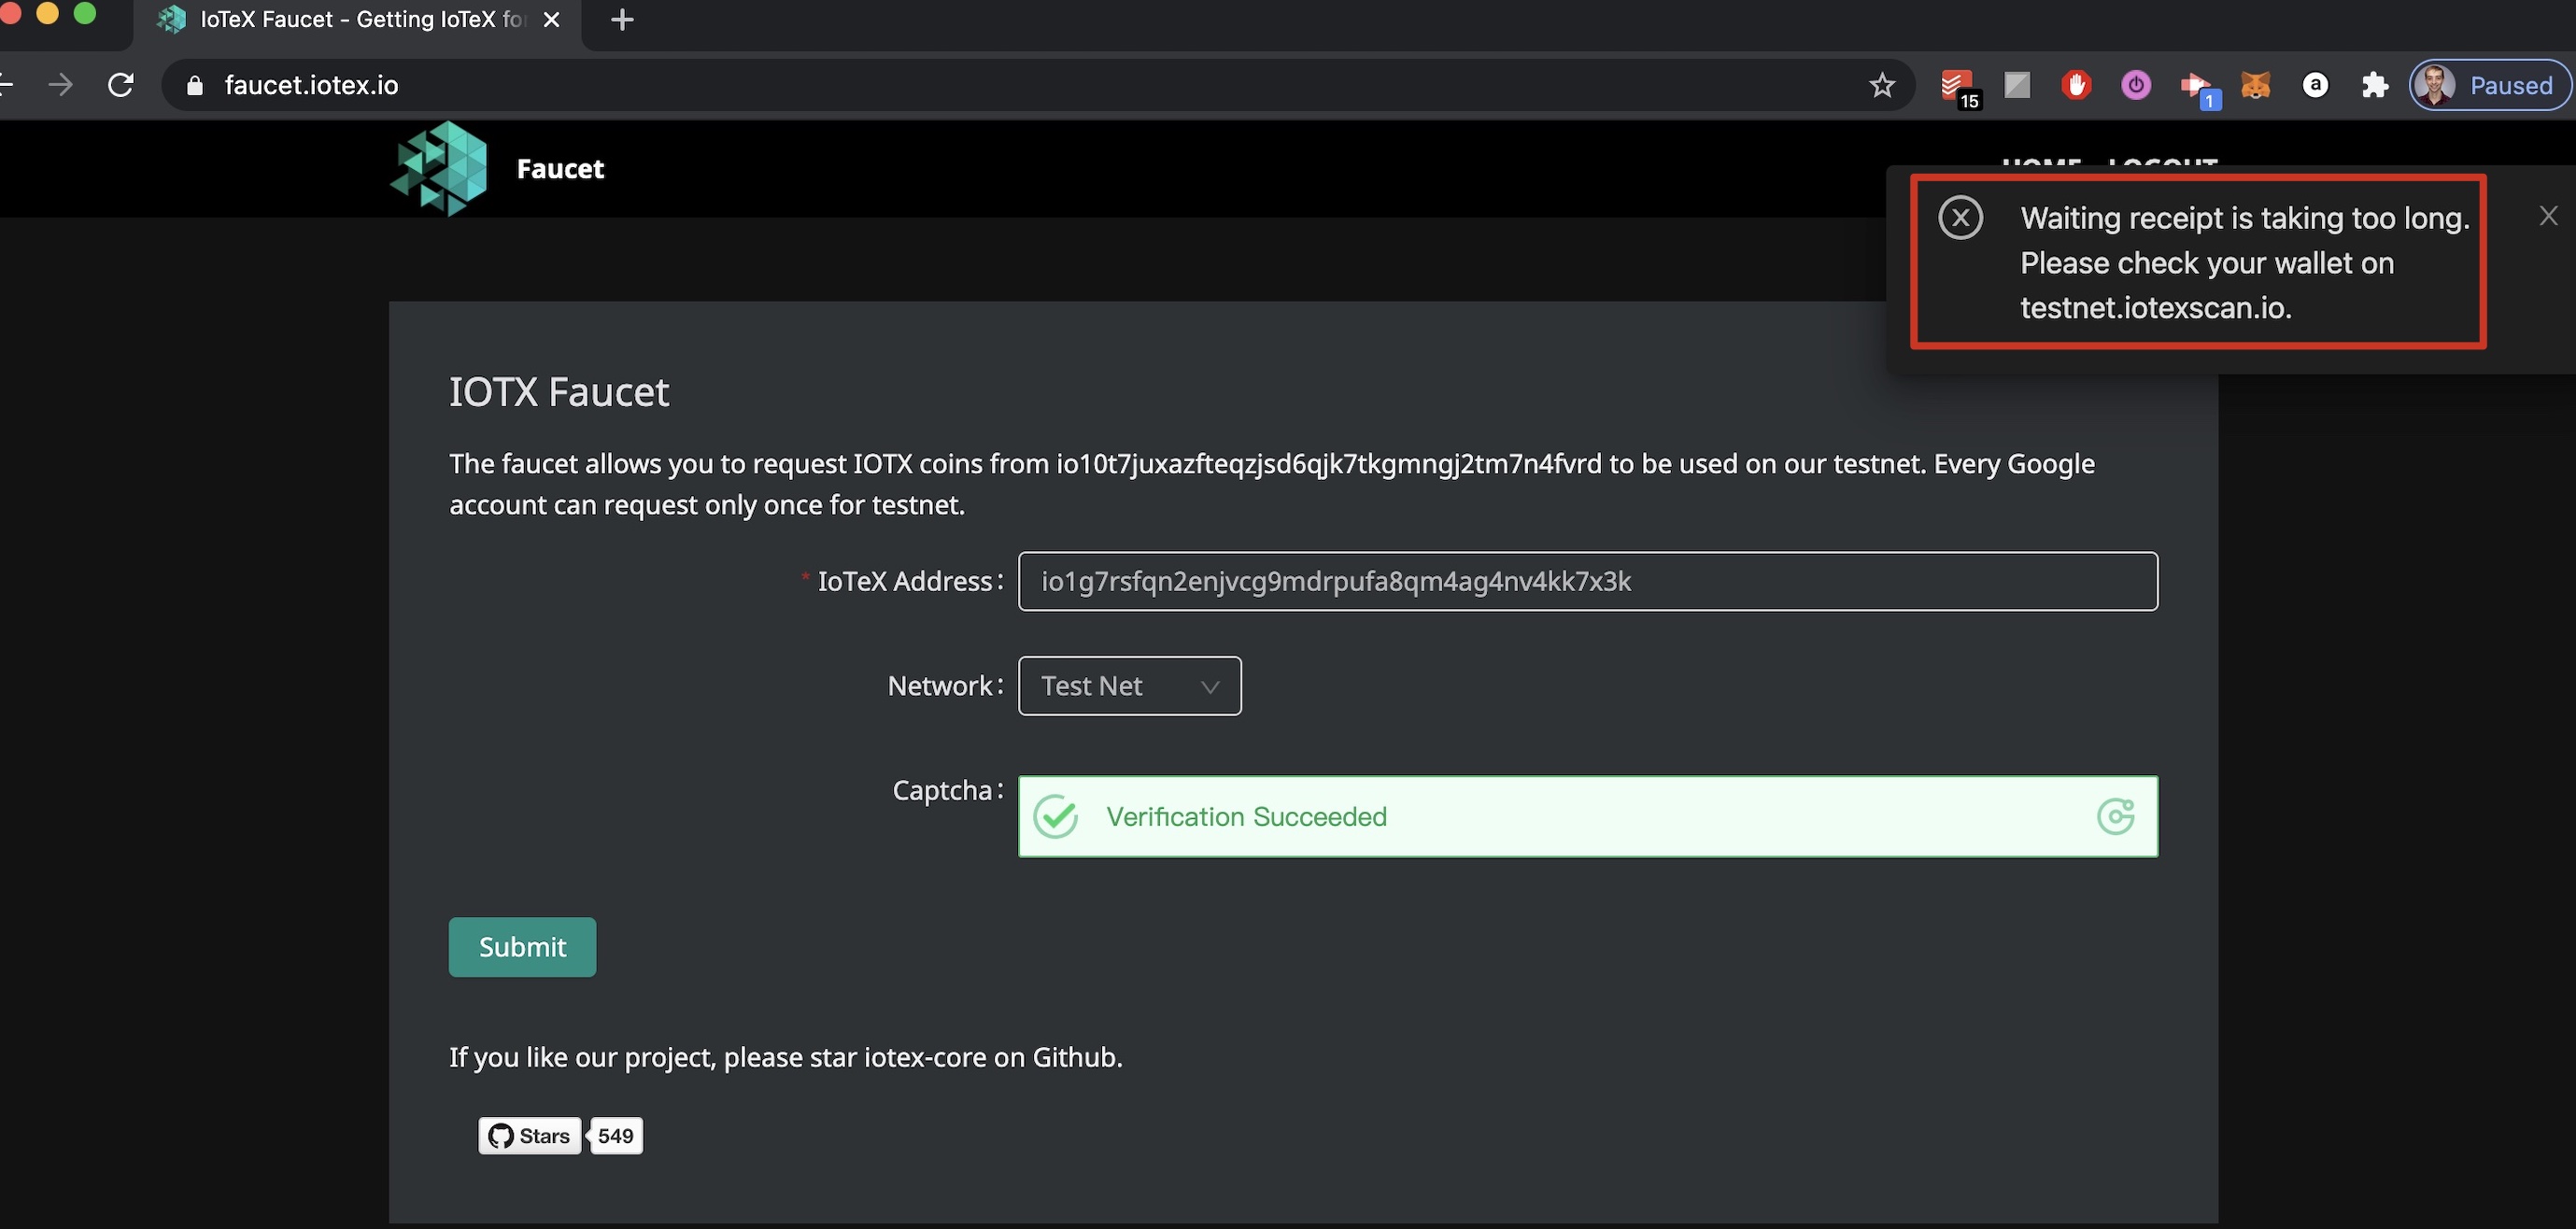 IoTeX Faucet - Getting IoTeX for
faucet.iotex.io
15
1
Paused
Faucet
HOME LOGOUT
Waiting receipt is taking too long.
Please check your wallet on
testnet.iotexscan.io.
IOTX Faucet
The faucet allows you to request IOTX coins from io10t7juxazfteqzjsd6qjk7tkgmngj2tm7n4fvrd to be used on our testnet. Every Google
account can request only once for testnet.
* IoTeX Address:
io1g7rsfqn2enjvcg9mdrpufa8qm4ag4nv4kk7x3k
Network:
Test Net
Captcha:
Verification Succeeded
Submit
If you like our project, please star iotex-core on Github.
Stars 549